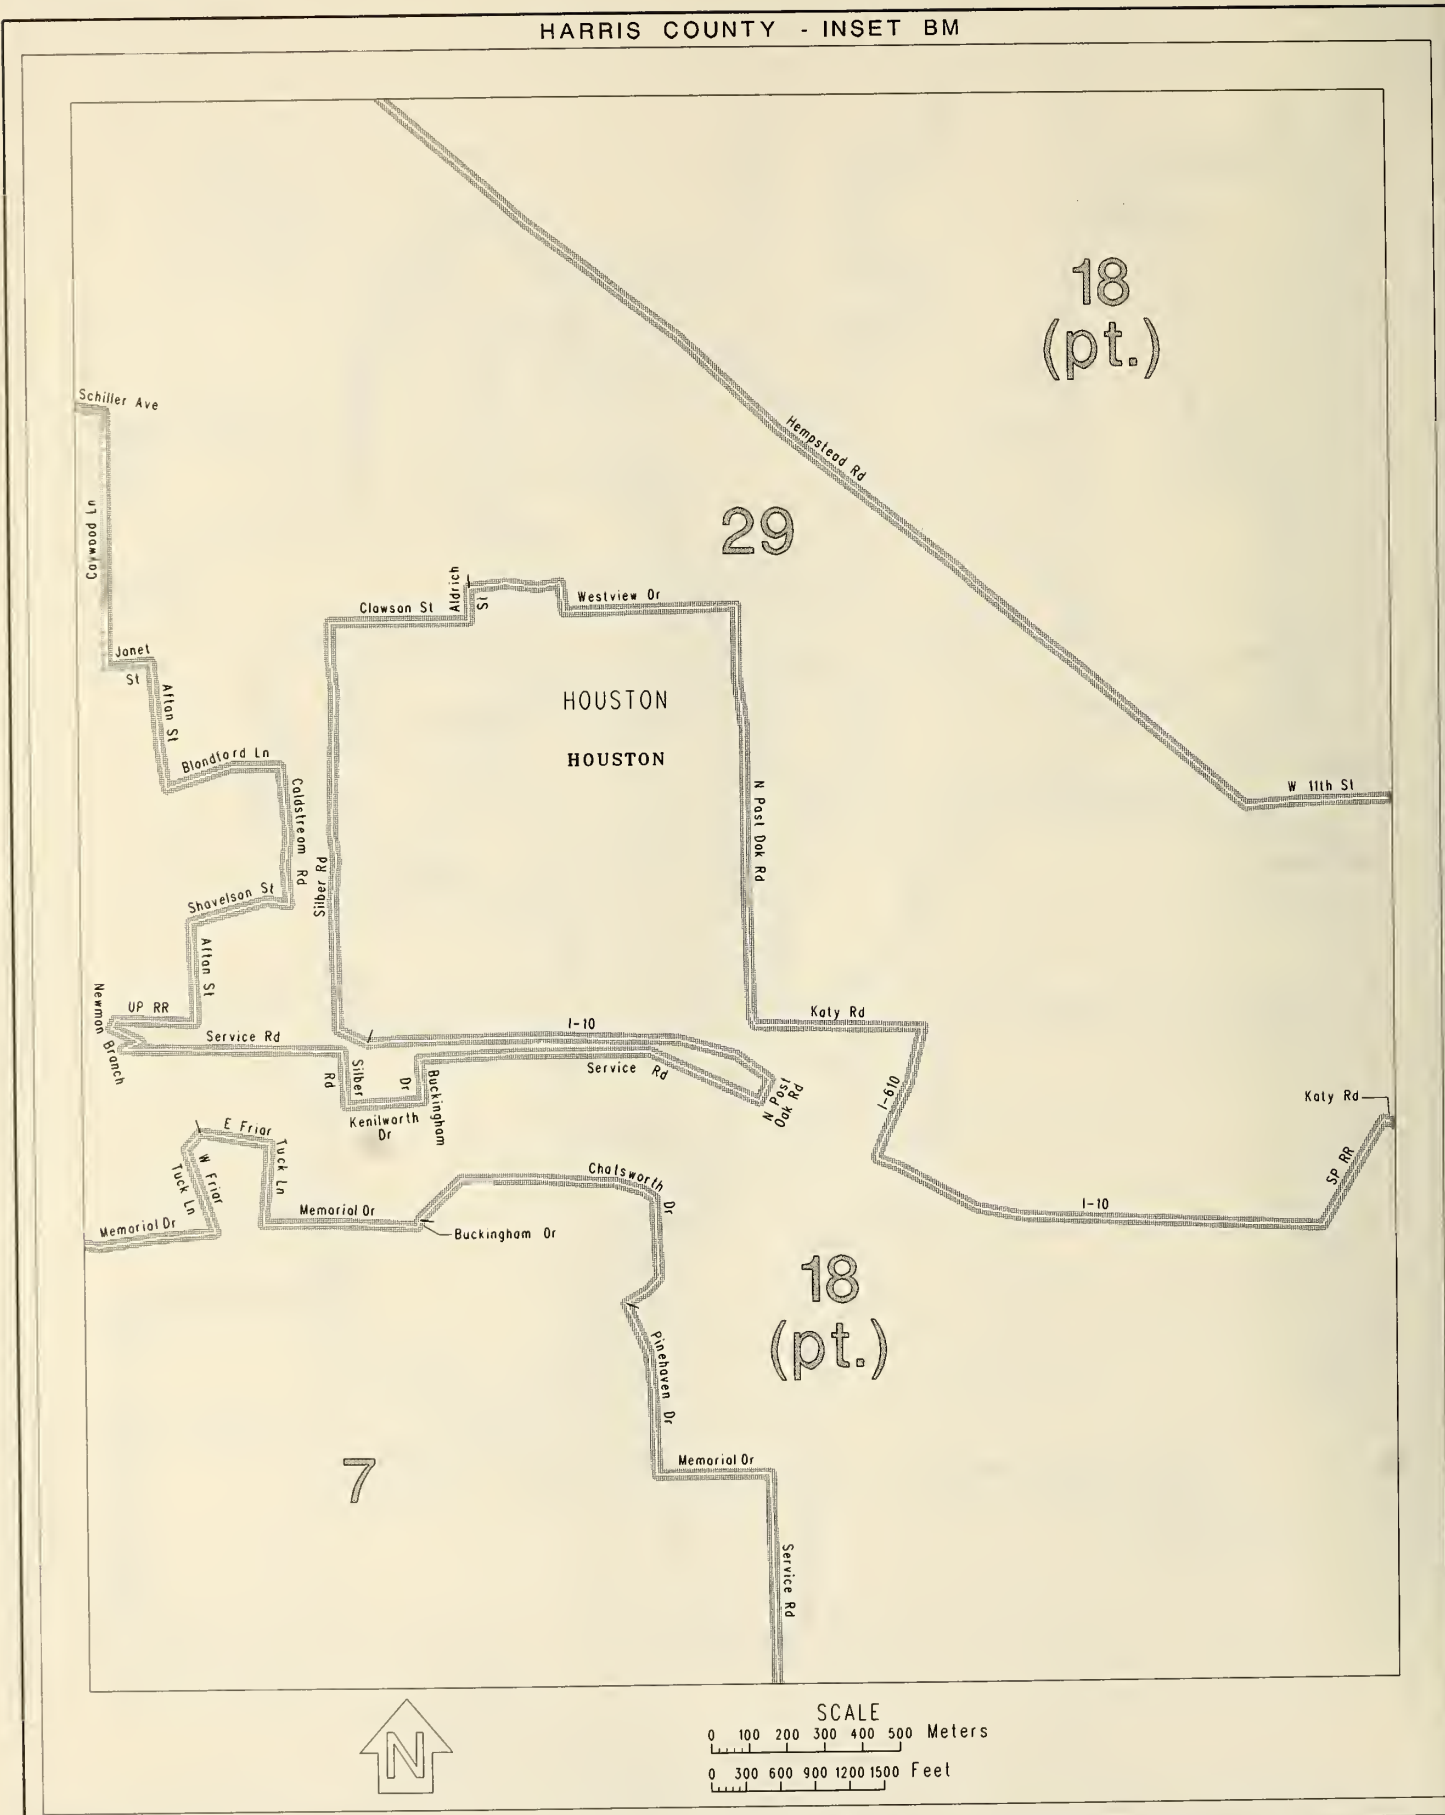 HARRIS COUNTY - INSET BM
18
(pt.)
Schiller Ave
Hempstead Rd
Caywood Ln
29
Aldrich
St
Clawson St
Westview Dr
Janet
St
Aftan St
HOUSTON
HOUSTON
Blandford Ln
Coldstream Rd
N Post Oak Rd
W 11th St
Silber Rd
Shavelson St
Aftan St
Newman Branch
UP RR
Service Rd
I-10
Katy Rd
Silber
Rd
Buckingham
Dr
Service Rd
N Post
Oak Rd
I-610
Katy Rd
Kenilworth
Dr
E Friar
Tuck Ln
W Friar
Tuck Ln
Chatsworth
Dr
SP RR
Memorial Dr
Memorial Dr
Buckingham Dr
I-10
18
(pt.)
Pinehaven Dr
Memorial Dr
7
Service Rd
N
SCALE
0 100 200 300 400 500 Meters
0 300 600 900 1200 1500 Feet